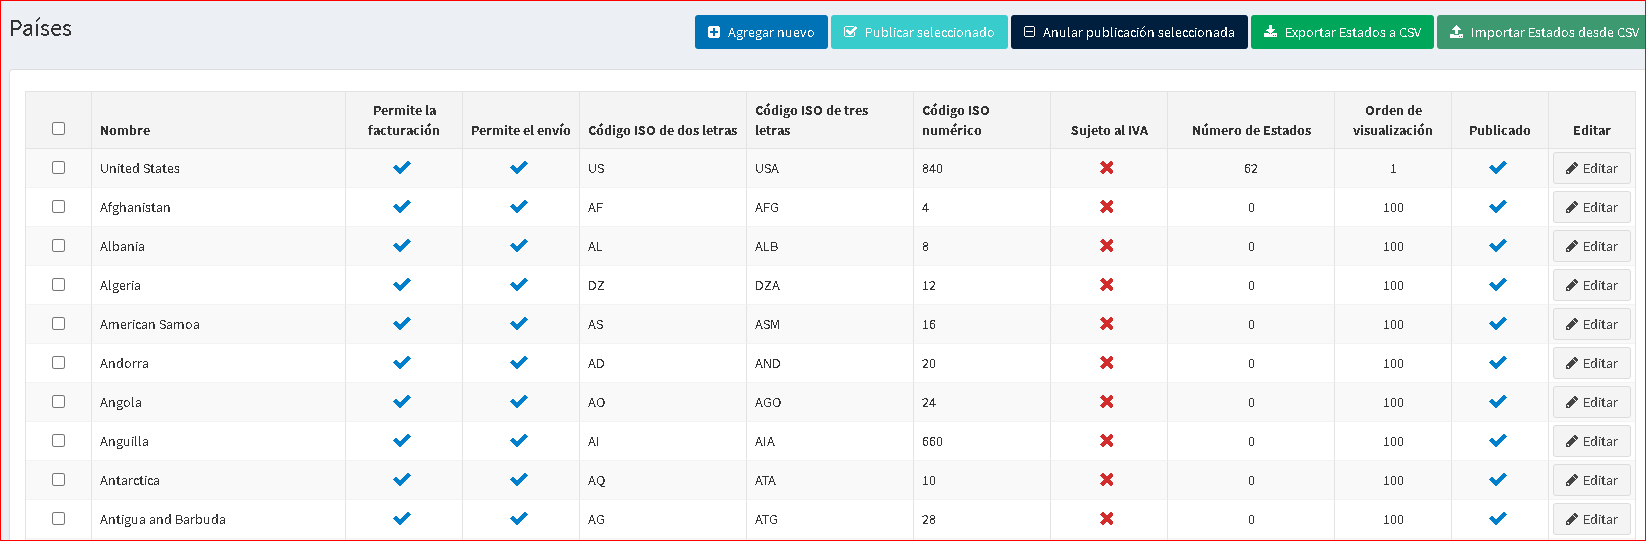 Países
Agregar nuevo
Publicar seleccionado
Anular publicación seleccionada
Exportar Estados a CSV
Importar Estados desde CSV
Nombre
Permite la
facturación
Permite el envío
Código ISO de dos letras
Código ISO de tres
letras
Código ISO
numérico
Sujeto al IVA
Número de Estados
Orden de
visualización
Publicado
Editar
United States US USA 840 62 1 Editar
Afghanistan AF AFG 4 0 100 Editar
Albania AL ALB 8 0 100 Editar
Algeria DZ DZA 12 0 100 Editar
American Samoa AS ASM 16 0 100 Editar
Andorra AD AND 20 0 100 Editar
Angola AO AGO 24 0 100 Editar
Anguilla AI AIA 660 0 100 Editar
Antarctica AQ ATA 10 0 100 Editar
Antigua and Barbuda AG ATG 28 0 100 Editar